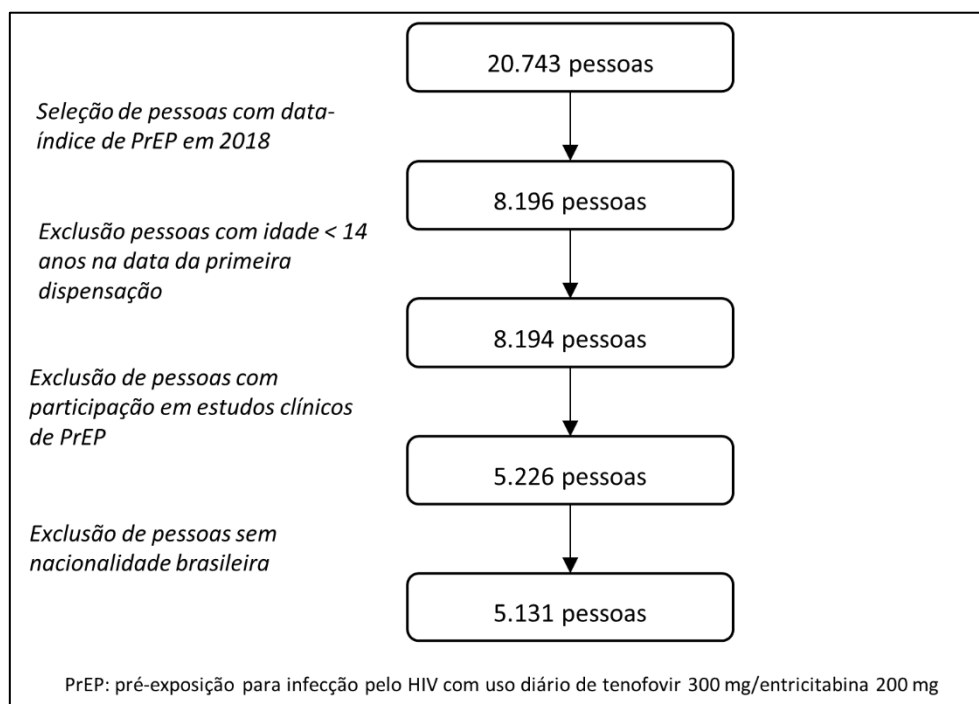 20.743 pessoas
Seleção de pessoas com data-
índice de PrEP em 2018
8.196 pessoas
Exclusão pessoas com idade < 14
anos na data da primeira
dispensação
8.194 pessoas
Exclusão de pessoas com
participação em estudos clínicos
de PrEP
5.226 pessoas
Exclusão de pessoas sem
nacionalidade brasileira
5.131 pessoas
PrEP: pré-exposição para infecção pelo HIV com uso diário de tenofovir 300 mg/entricitabina 200 mg